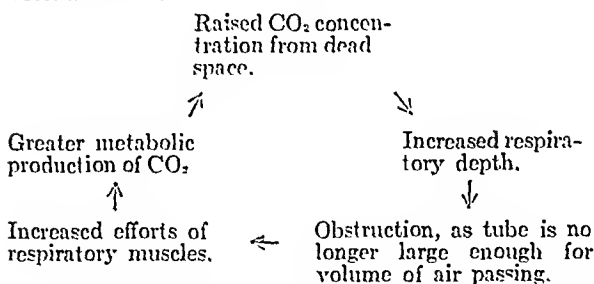 Raised CO₂ concen-
tration from dead
space.
Greater metabolic
production of CO₂
Increased respira-
tory depth.
Increased efforts of
respiratory muscles.
Obstruction, as tube is no
longer large enough for
volume of air passing.